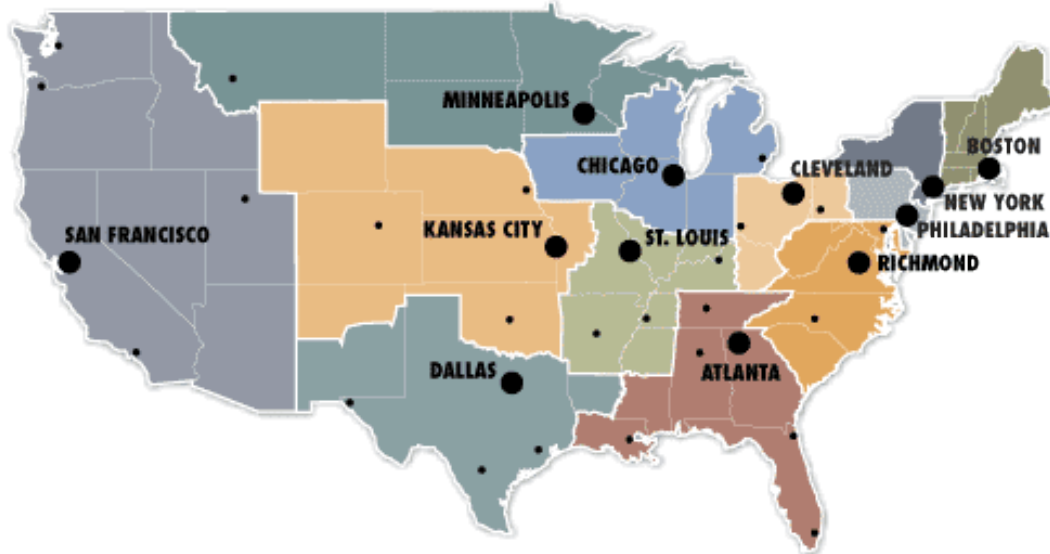 MINNEAPOLIS
BOSTON
CHICAGO
CLEVELAND
NEW YORK
PHILADELPHIA
SAN FRANCISCO
KANSAS CITY
ST. LOUIS
RICHMOND
DALLAS
ATLANTA